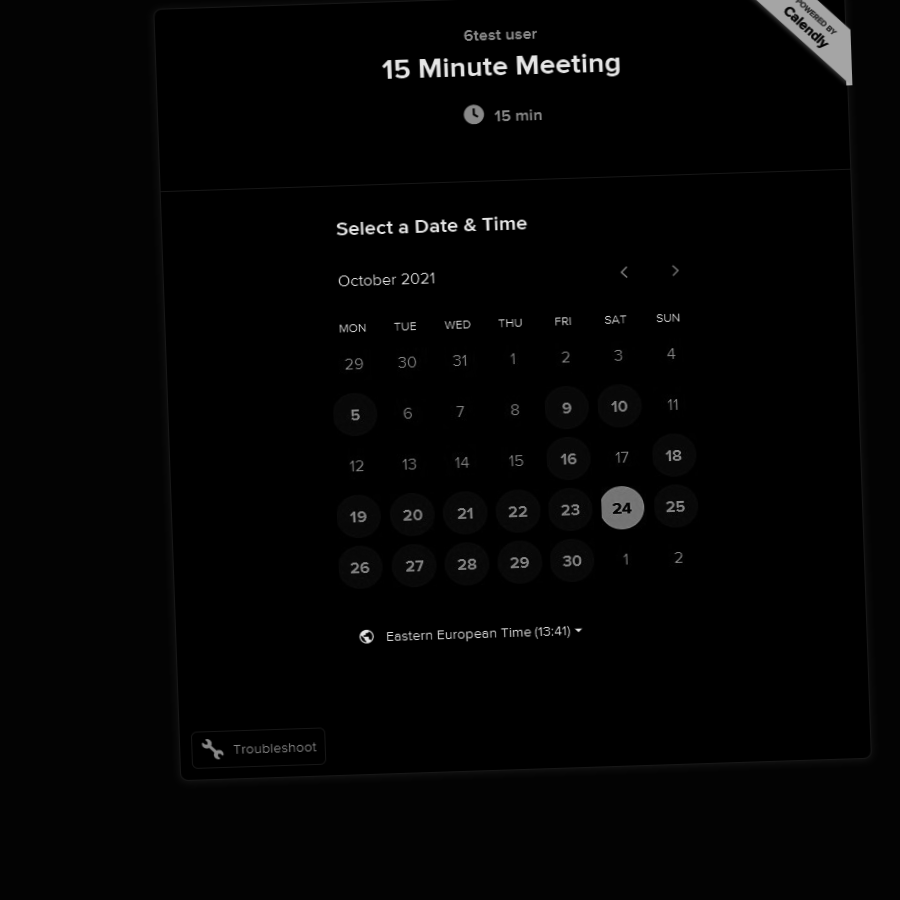 POWERED BY
Calendly
6test user
15 Minute Meeting
15 min
Select a Date & Time
October 2021
MON TUE WED THU FRI SAT SUN
29 30 31 1 2 3 4
5 6 7 8 9 10 11
12 13 14 15 16 17 18
19 20 21 22 23 24 25
26 27 28 29 30 1 2
Eastern European Time (13:41)
Troubleshoot